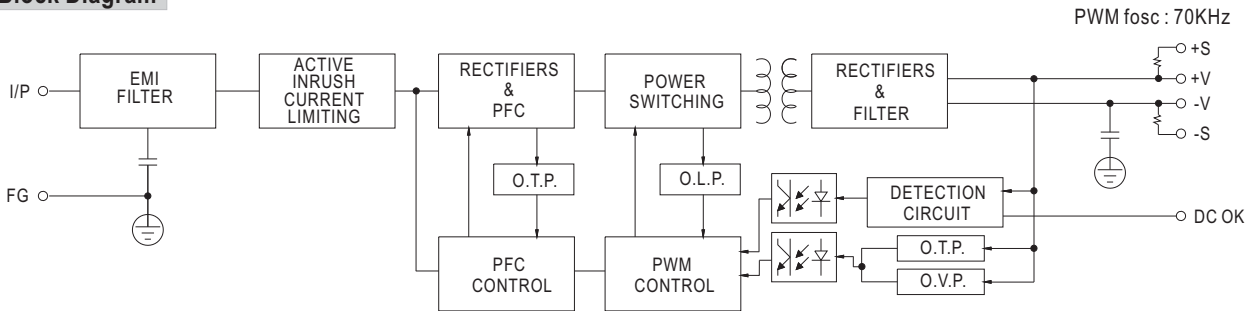 Block Diagram
PWM fosc : 70KHz
I/P
EMI
FILTER
ACTIVE
INRUSH
CURRENT
LIMITING
RECTIFIERS
&
PFC
POWER
SWITCHING
RECTIFIERS
&
FILTER
+S
+V
-V
-S
FG
O.T.P.
O.L.P.
DETECTION
CIRCUIT
DC OK
PFC
CONTROL
PWM
CONTROL
O.T.P.
O.V.P.